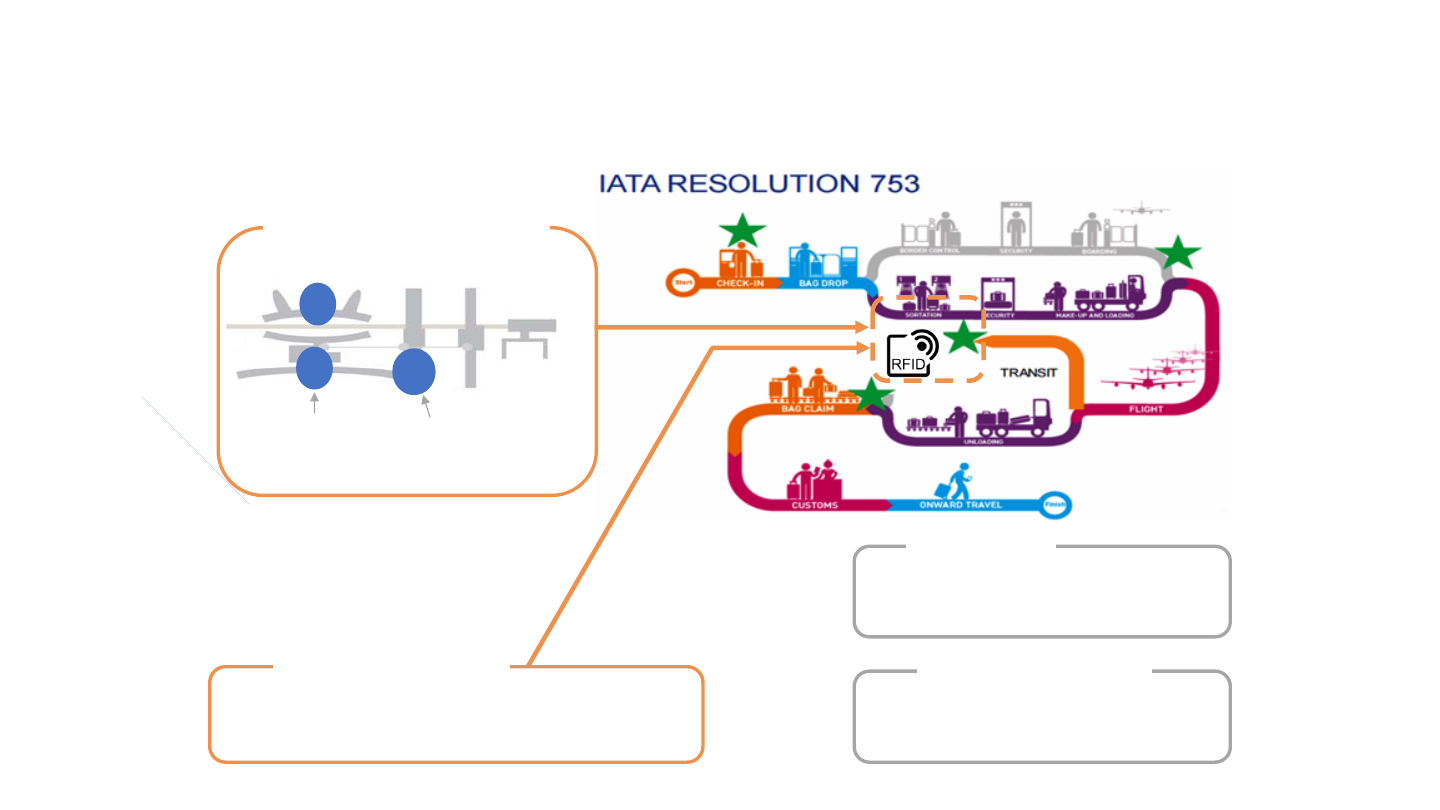 IATA RESOLUTION 753
BORDER CONTROL
SECURITY
BOARDING
Start
CHECK-IN
BAG DROP
SORTATION
SECURITY
MAKE-UP AND LOADING
RFID
TRANSIT
BAG CLAIM
FLIGHT
UNLOADING
CUSTOMS
ONWARD TRAVEL
Finish